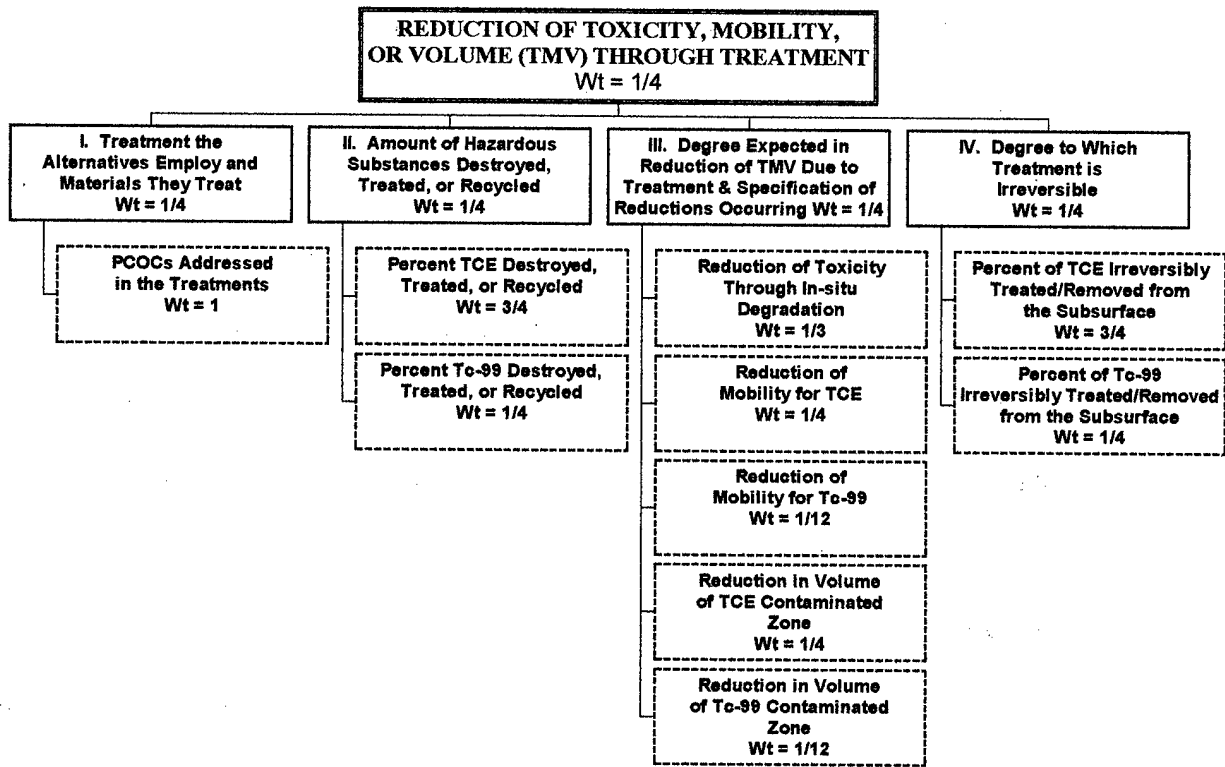 REDUCTION OF TOXICITY, MOBILITY,
OR VOLUME (TMV) THROUGH TREATMENT
Wt = 1/4
I. Treatment the
Alternatives Employ and
Materials They Treat
Wt = 1/4
PCOCs Addressed
in the Treatments
Wt = 1
II. Amount of Hazardous
Substances Destroyed,
Treated, or Recycled
Wt = 1/4
Percent TCE Destroyed,
Treated, or Recycled
Wt = 3/4
Percent Tc-99 Destroyed,
Treated, or Recycled
Wt = 1/4
III. Degree Expected in
Reduction of TMV Due to
Treatment & Specification of
Reductions Occurring Wt = 1/4
Reduction of Toxicity
Through In-situ
Degradation
Wt = 1/3
Reduction of
Mobility for TCE
Wt = 1/4
Reduction of
Mobility for Tc-99
Wt = 1/12
Reduction in Volume
of TCE Contaminated
Zone
Wt = 1/4
Reduction in Volume
of Tc-99 Contaminated
Zone
Wt = 1/12
IV. Degree to Which
Treatment is
Irreversible
Wt = 1/4
Percent of TCE Irreversibly
Treated/Removed from
the Subsurface
Wt = 3/4
Percent of Tc-99
Irreversibly Treated/Removed
from the Subsurface
Wt = 1/4